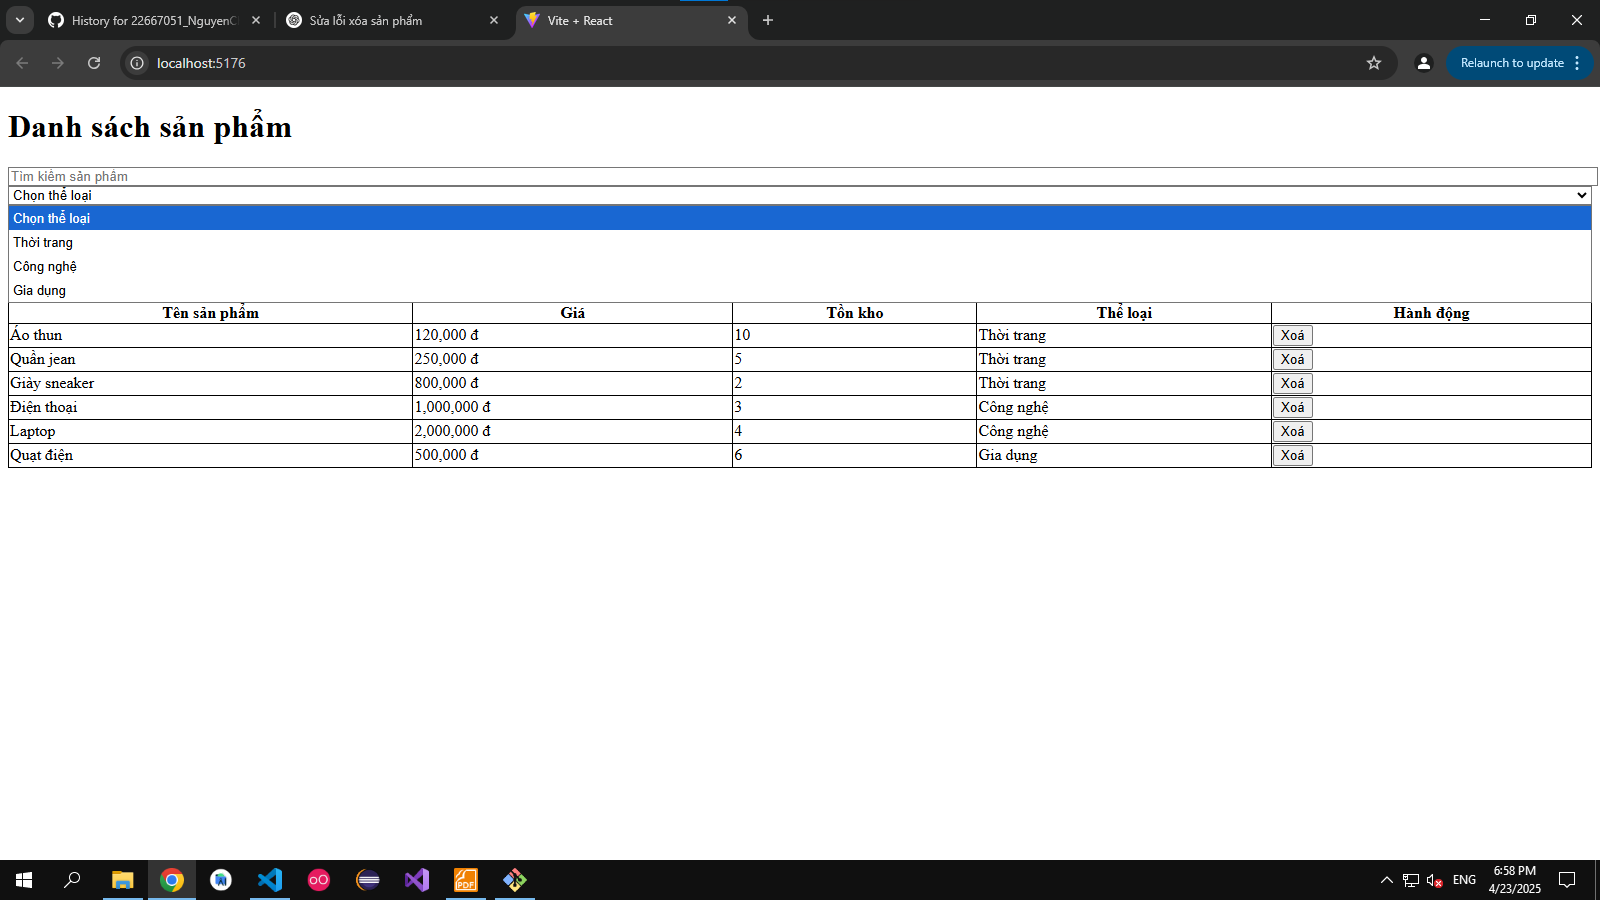 History for 22667051_NguyenC
Sửa lỗi xóa sản phẩm
Vite + React
localhost:5176
Relaunch to update
Danh sách sản phẩm
Tìm kiếm sản phẩm
Chọn thể loại
Chọn thể loại
Thời trang
Công nghệ
Gia dụng
Tên sản phẩm Giá Tồn kho Thể loại Hành động
Áo thun 120,000 đ 10 Thời trang Xoá
Quần jean 250,000 đ 5 Thời trang Xoá
Giày sneaker 800,000 đ 2 Thời trang Xoá
Điện thoại 1,000,000 đ 3 Công nghệ Xoá
Laptop 2,000,000 đ 4 Công nghệ Xoá
Quạt điện 500,000 đ 6 Gia dụng Xoá
PDF
ENG
6:58 PM
4/23/2025